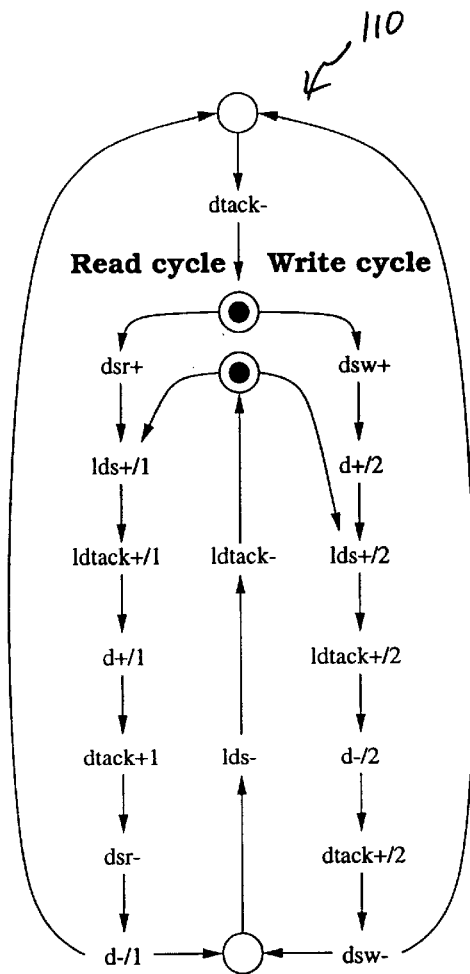 110
dtack-
Read cycle Write cycle
dsr+ dsw+
lds+/1 d+/2
ldtack+/1 ldtack- lds+/2
d+/1 ldtack+/2
dtack+1 lds- d-/2
dsr- dtack+/2
d-/1 dsw-